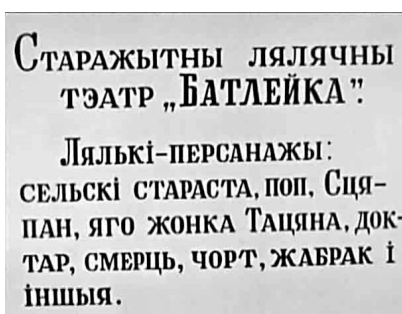 Старажытны лялячны
тэатр „Батлейка”:
Лялькі-персанажы:
сельскі стараста, поп, Сця-
пан, яго жонка Тацяна, док-
тар, смерць, чорт, жабрак і
іншыя.